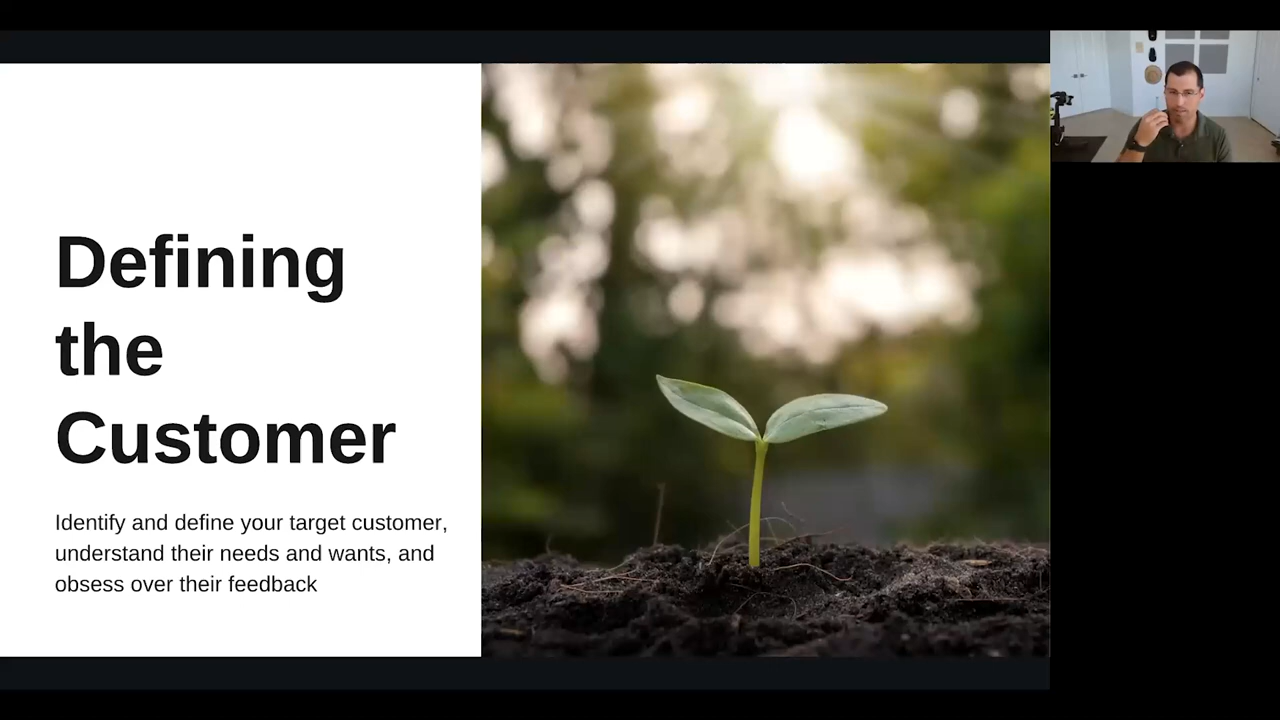 Defining
the
Customer
Identify and define your target customer,
understand their needs and wants, and
obsess over their feedback